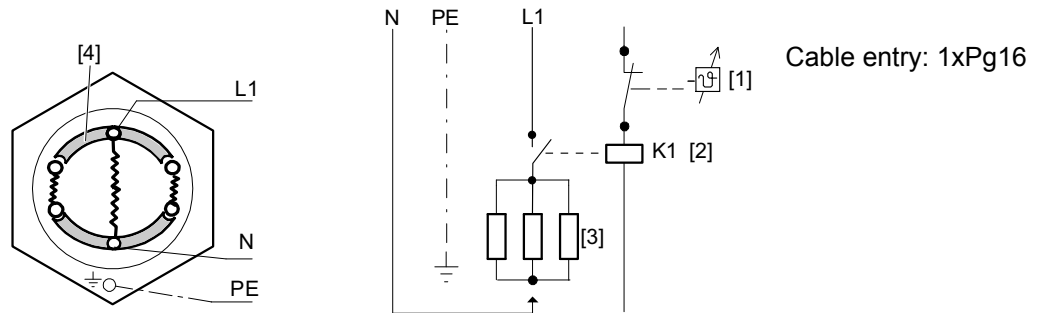 [4]
L1
N
PE
N PE L1
[1]
K1 [2]
[3]
Cable entry: 1xPg16